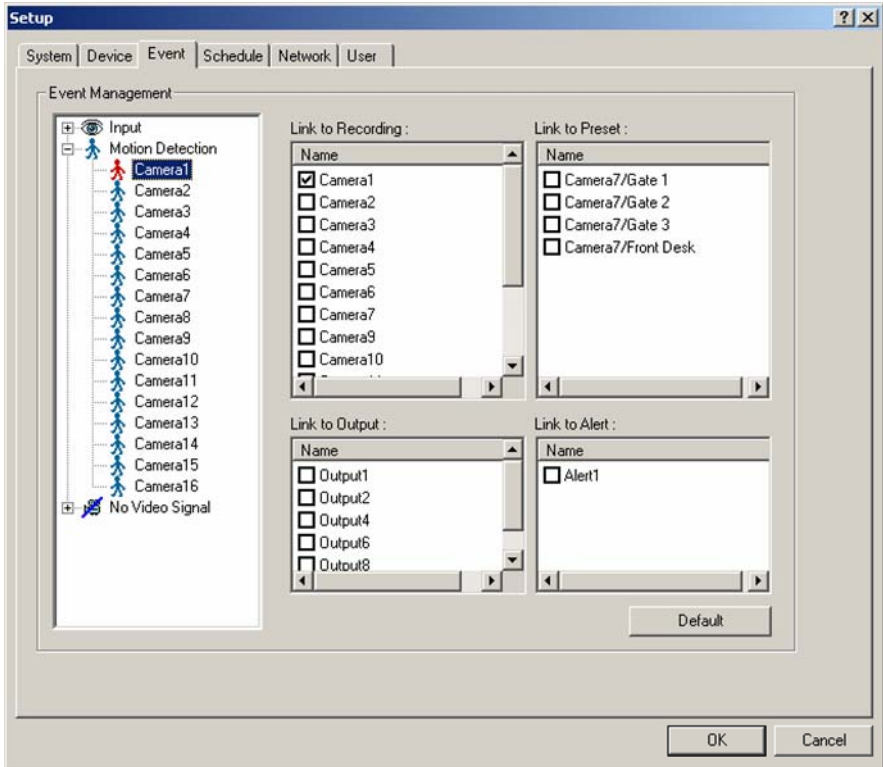 Setup
System Device Event Schedule Network User
Event Management
Input
Motion Detection
Camera1
Camera2
Camera3
Camera4
Camera5
Camera6
Camera7
Camera8
Camera9
Camera10
Camera11
Camera12
Camera13
Camera14
Camera15
Camera16
No Video Signal
Link to Recording :
Name
Camera1
Camera2
Camera3
Camera4
Camera5
Camera6
Camera7
Camera9
Camera10
Link to Preset :
Name
Camera7/Gate 1
Camera7/Gate 2
Camera7/Gate 3
Camera7/Front Desk
Link to Output :
Name
Output1
Output2
Output4
Output6
Output8
Link to Alert :
Name
Alert1
Default
OK Cancel